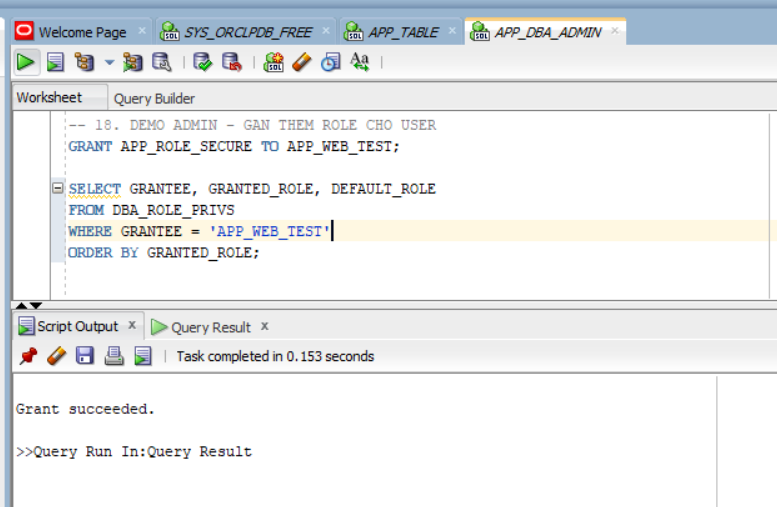 Welcome Page × SYS_ORCLPDB_FREE × APP_TABLE × APP_DBA_ADMIN ×
Worksheet Query Builder
-- 18. DEMO ADMIN - GAN THEM ROLE CHO USER
GRANT APP_ROLE_SECURE TO APP_WEB_TEST;
SELECT GRANTEE, GRANTED_ROLE, DEFAULT_ROLE
FROM DBA_ROLE_PRIVS
WHERE GRANTEE = 'APP_WEB_TEST'
ORDER BY GRANTED_ROLE;
Script Output × Query Result ×
Task completed in 0.153 seconds
Grant succeeded.
>>Query Run In:Query Result